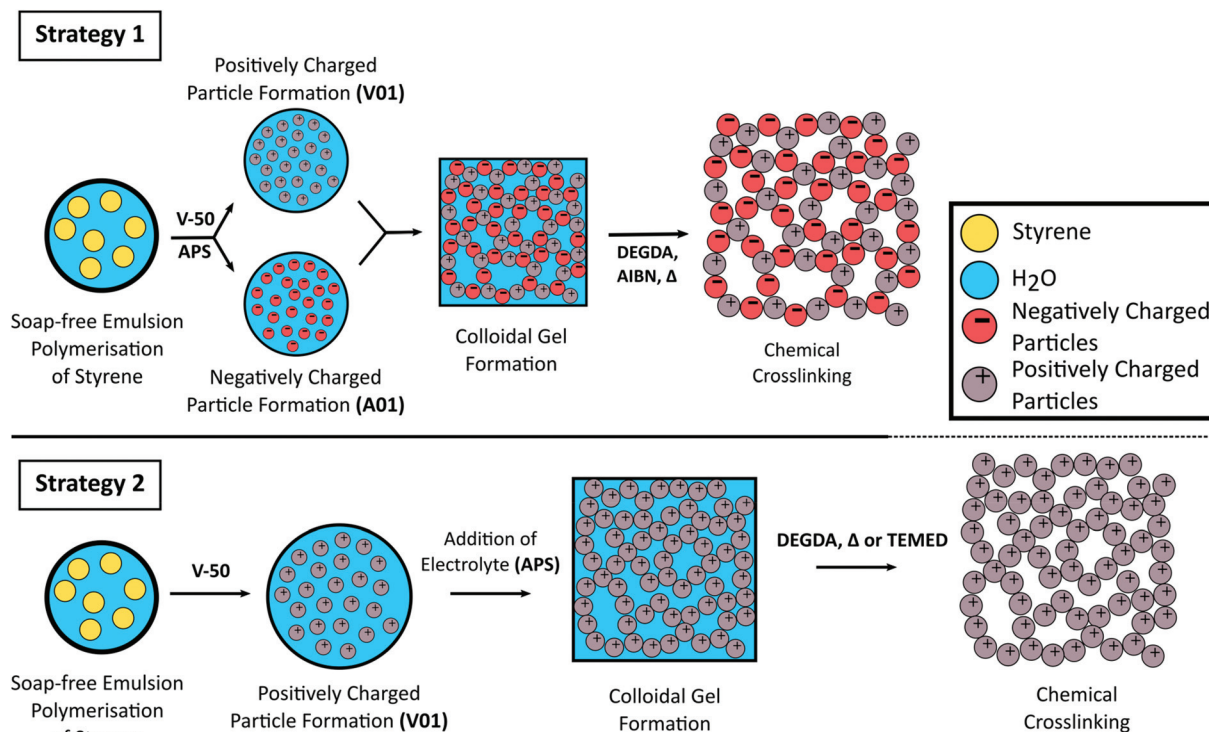 Strategy 1
Positively Charged
Particle Formation (V01)
V-50
APS
Soap-free Emulsion
Polymerisation
of Styrene
Negatively Charged
Particle Formation (A01)
Colloidal Gel
Formation
DEGDA,
AIBN, Δ
Chemical
Crosslinking
Styrene
H2O
Negatively Charged
Particles
Positively Charged
Particles
Strategy 2
V-50
Soap-free Emulsion
Polymerisation
Positively Charged
Particle Formation (V01)
Addition of
Electrolyte (APS)
Colloidal Gel
Formation
DEGDA, Δ or TEMED
Chemical
Crosslinking